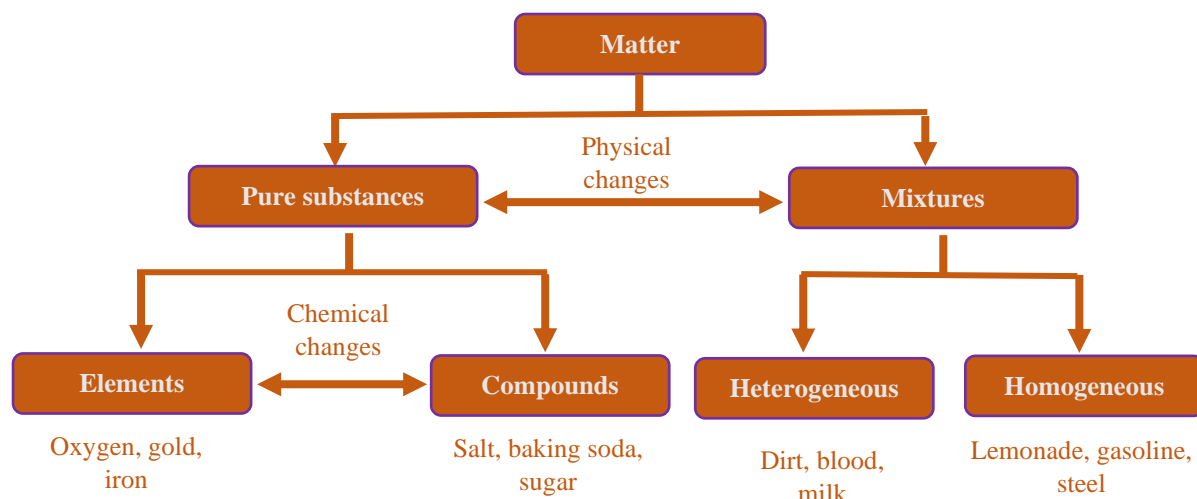 Matter
Physical
changes
Pure substances
Mixtures
Chemical
changes
Elements
Compounds
Heterogeneous
Homogeneous
Oxygen, gold,
iron
Salt, baking soda,
sugar
Dirt, blood,
milk
Lemonade, gasoline,
steel